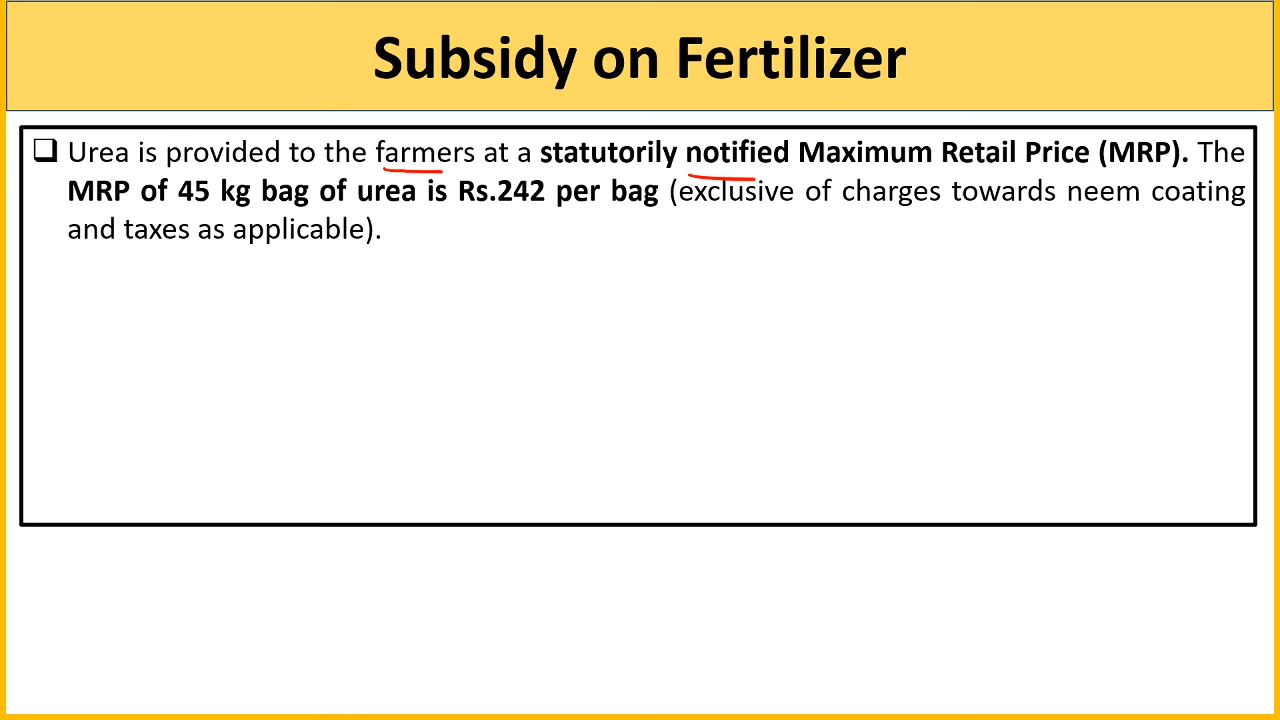 Subsidy on Fertilizer
❑ Urea is provided to the farmers at a statutorily notified Maximum Retail Price (MRP). The
MRP of 45 kg bag of urea is Rs.242 per bag (exclusive of charges towards neem coating
and taxes as applicable).